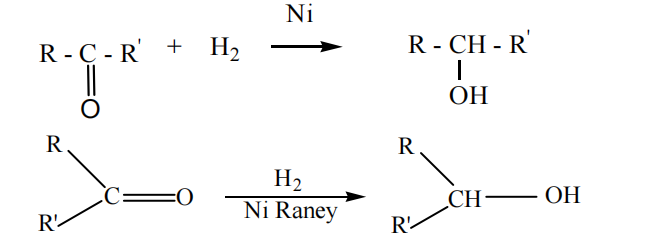 Ni
R - C - R' + H2 R - CH - R'
O OH
R R
H2
C O CH OH
Ni Raney
R' R'